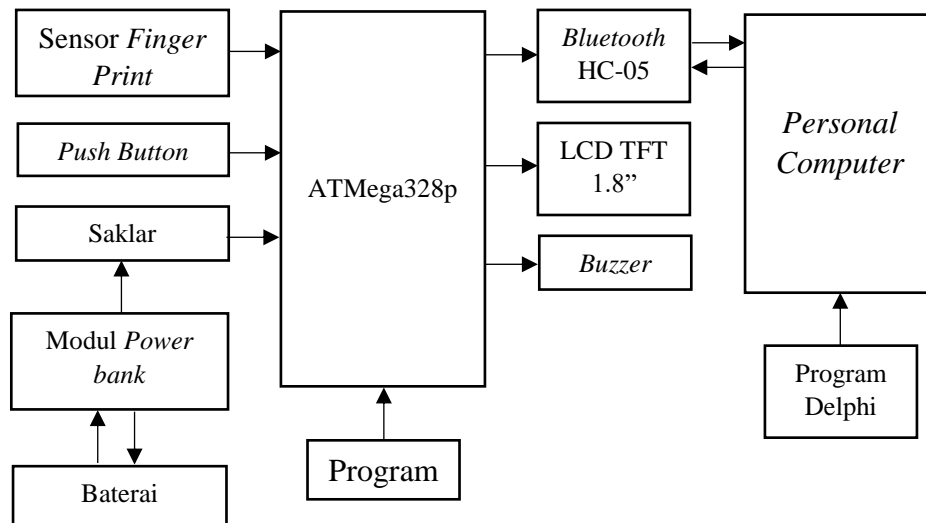 Sensor Finger
Print
Push Button
Saklar
Modul Power
bank
Baterai
ATMega328p
Program
Bluetooth
HC-05
LCD TFT
1.8”
Buzzer
Personal
Computer
Program
Delphi